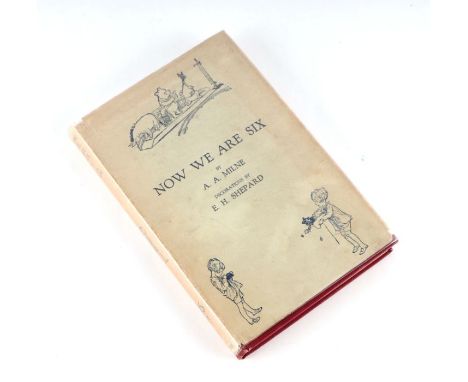 NOW WE ARE SIX
BY
A. A. MILNE
DECORATIONS BY
E. H. SHEPARD